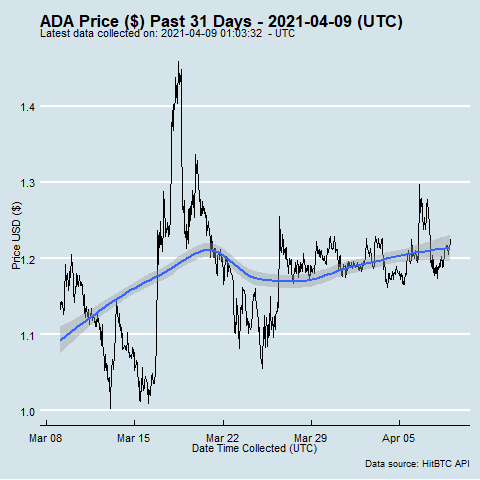 ADA Price ($) Past 31 Days - 2021-04-09 (UTC)
Latest data collected on: 2021-04-09 01:03:32 - UTC
Price USD ($)
1.4
1.3
1.2
1.1
1.0
Mar 08 Mar 15 Mar 22 Mar 29 Apr 05
Date Time Collected (UTC)
Data source: HitBTC API